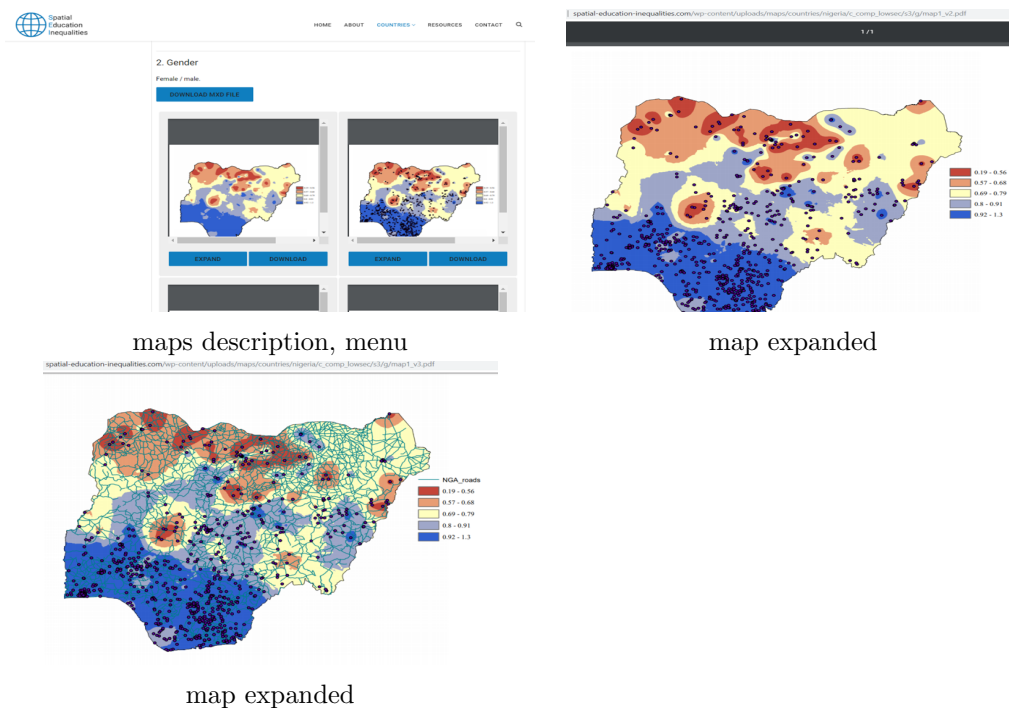 Spatial
Education
Inequalities
HOME ABOUT COUNTRIES RESOURCES CONTACT
2. Gender
Female / male.
DOWNLOAD MXD FILE
EXPAND DOWNLOAD EXPAND DOWNLOAD
maps description, menu
spatial-education-inequalities.com/wp-content/uploads/maps/countries/nigeria/c_comp_lowsec/s3/g/map1_v2.pdf
1 / 1
0.19 - 0.56
0.57 - 0.68
0.69 - 0.79
0.8 - 0.91
0.92 - 1.3
map expanded
spatial-education-inequalities.com/wp-content/uploads/maps/countries/nigeria/c_comp_lowsec/s3/g/map1_v3.pdf
NGA_roads
0.19 - 0.56
0.57 - 0.68
0.69 - 0.79
0.8 - 0.91
0.92 - 1.3
map expanded